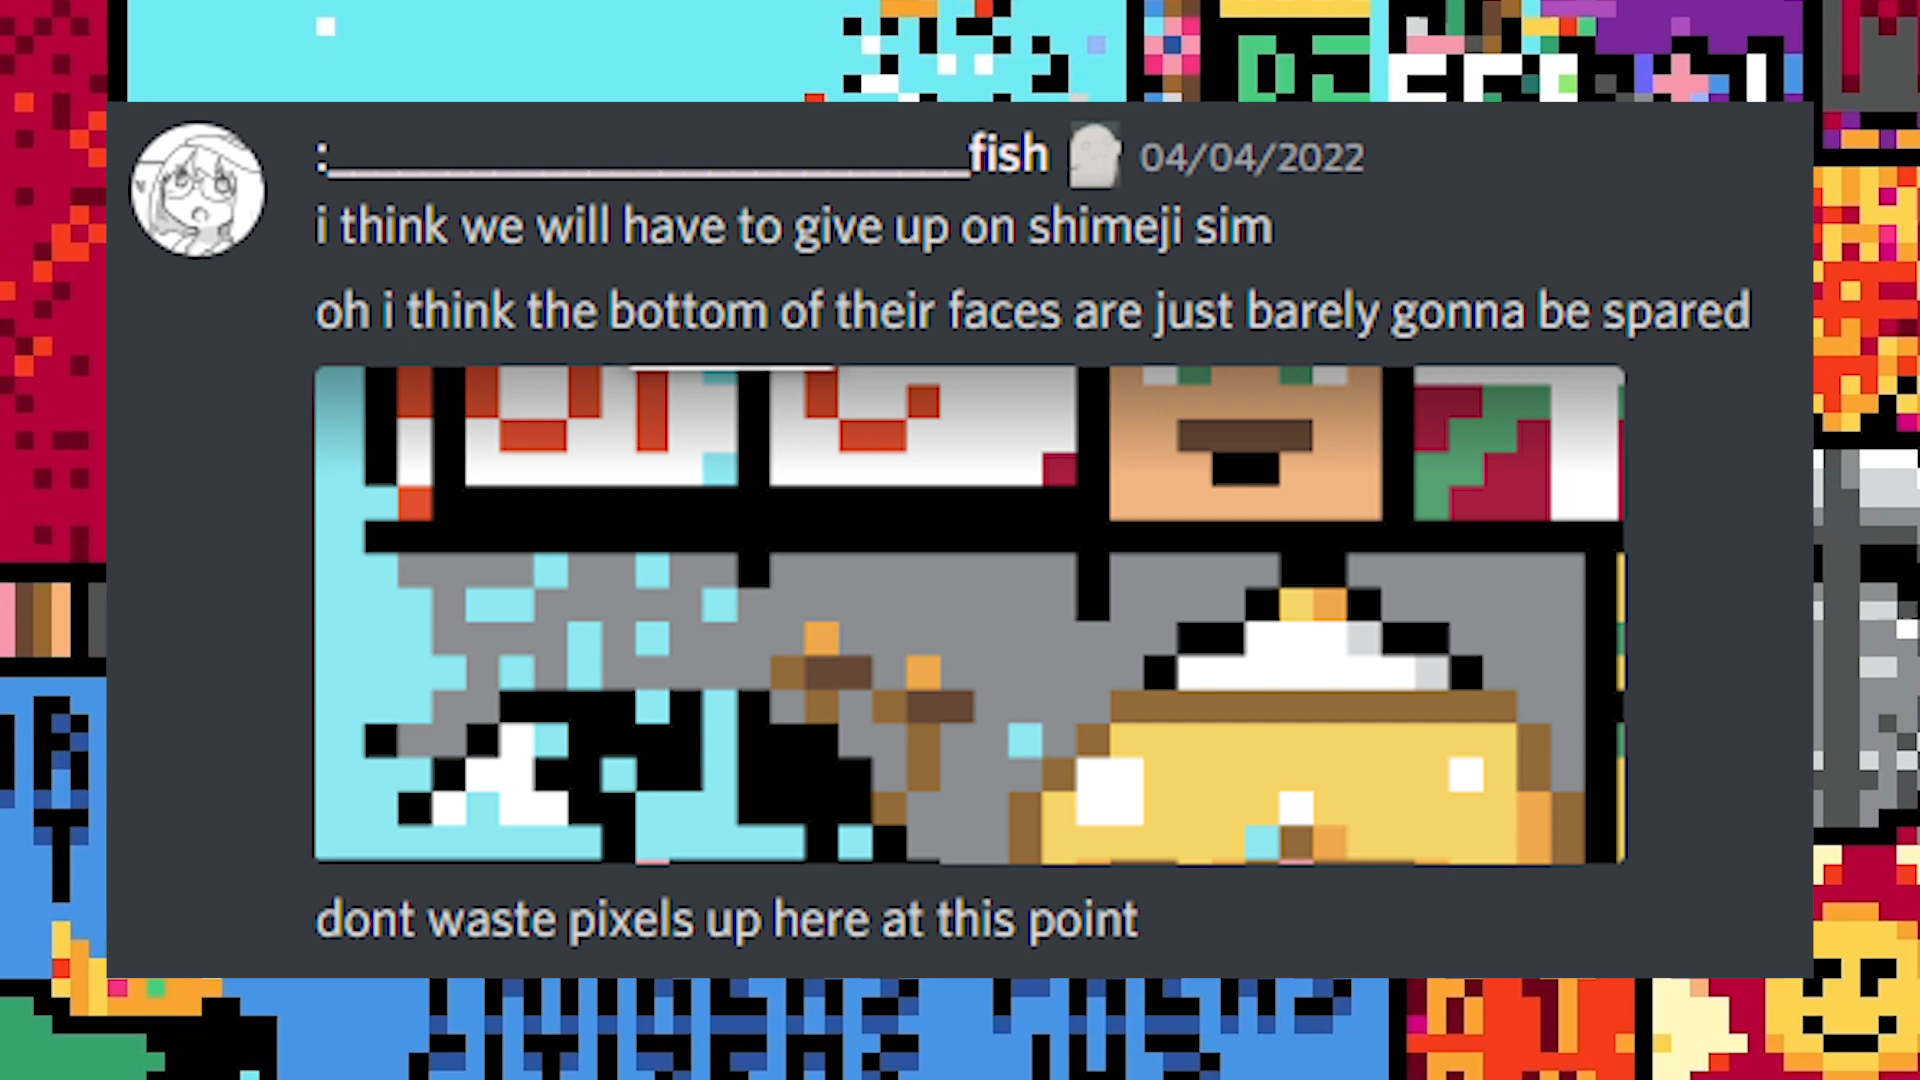 :___________________________fish 04/04/2022
i think we will have to give up on shimeji sim
oh i think the bottom of their faces are just barely gonna be spared
dont waste pixels up here at this point